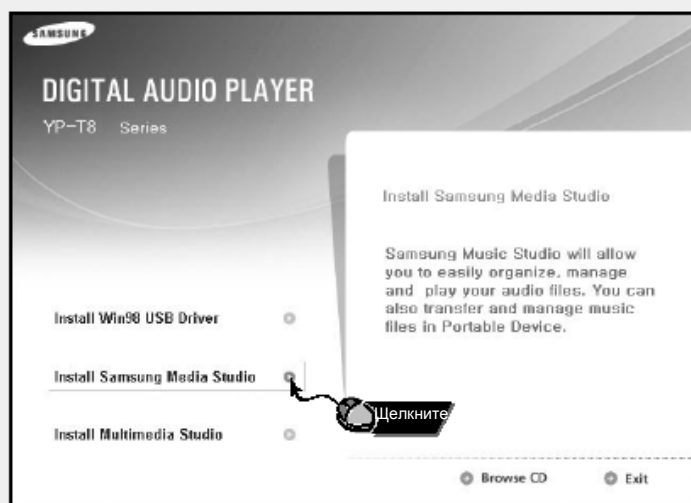 SAMSUNG
DIGITAL AUDIO PLAYER
YP-T8 Series
Install Samsung Media Studio
Samsung Music Studio will allow
you to easily organize, manage
and play your audio files. You can
also transfer and manage music
files in Portable Device.
Install Win98 USB Driver
Install Samsung Media Studio
Щелкните
Install Multimedia Studio
Browse CD
Exit